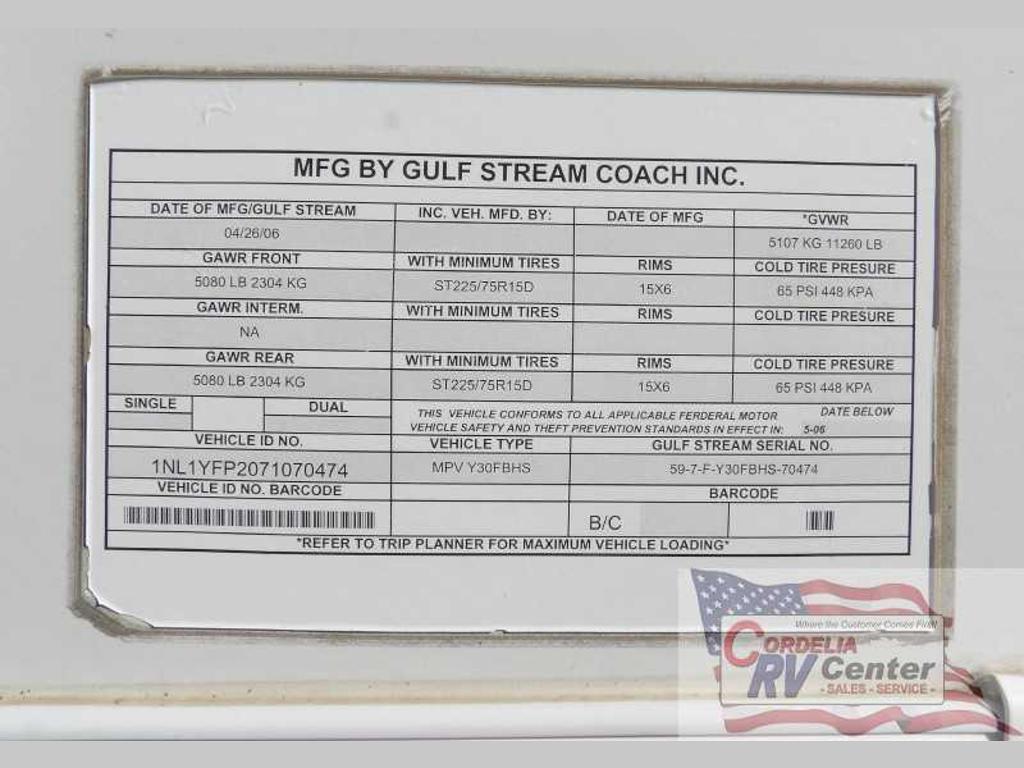 MFG BY GULF STREAM COACH INC.
DATE OF MFG/GULF STREAM INC. VEH. MFD. BY: DATE OF MFG *GVWR
04/26/06 5107 KG 11260 LB
GAWR FRONT WITH MINIMUM TIRES RIMS COLD TIRE PRESURE
5080 LB 2304 KG ST225/75R15D 15X6 65 PSI 448 KPA
GAWR INTERM. WITH MINIMUM TIRES RIMS COLD TIRE PRESURE
NA
GAWR REAR WITH MINIMUM TIRES RIMS COLD TIRE PRESURE
5080 LB 2304 KG ST225/75R15D 15X6 65 PSI 448 KPA
SINGLE DUAL
THIS VEHICLE CONFORMS TO ALL APPLICABLE FERDERAL MOTOR DATE BELOW
VEHICLE SAFETY AND THEFT PREVENTION STANDARDS IN EFFECT IN: 5-06
VEHICLE ID NO. VEHICLE TYPE GULF STREAM SERIAL NO.
1NL1YFP2071070474 MPV Y30FBHS 59-7-F-Y30FBHS-70474
VEHICLE ID NO. BARCODE BARCODE
B/C
*REFER TO TRIP PLANNER FOR MAXIMUM VEHICLE LOADING*
Where the Customer Comes First!
CORDELIA
RV Center
- SALES - SERVICE -